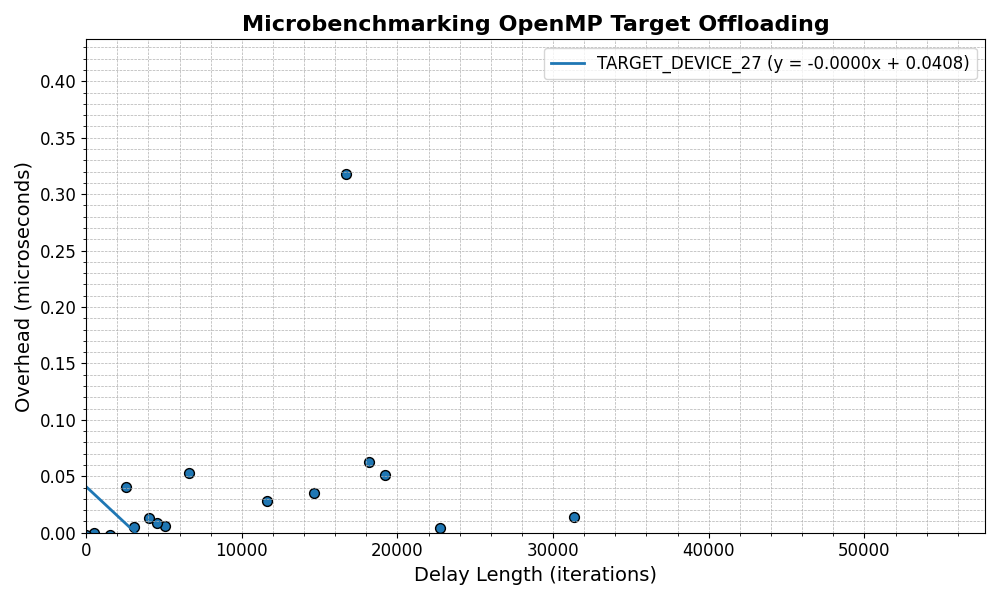 Microbenchmarking OpenMP Target Offloading
TARGET_DEVICE_27 (y = -0.0000x + 0.0408)
Overhead (microseconds)
0.40
0.35
0.30
0.25
0.20
0.15
0.10
0.05
0.00
0 10000 20000 30000 40000 50000
Delay Length (iterations)